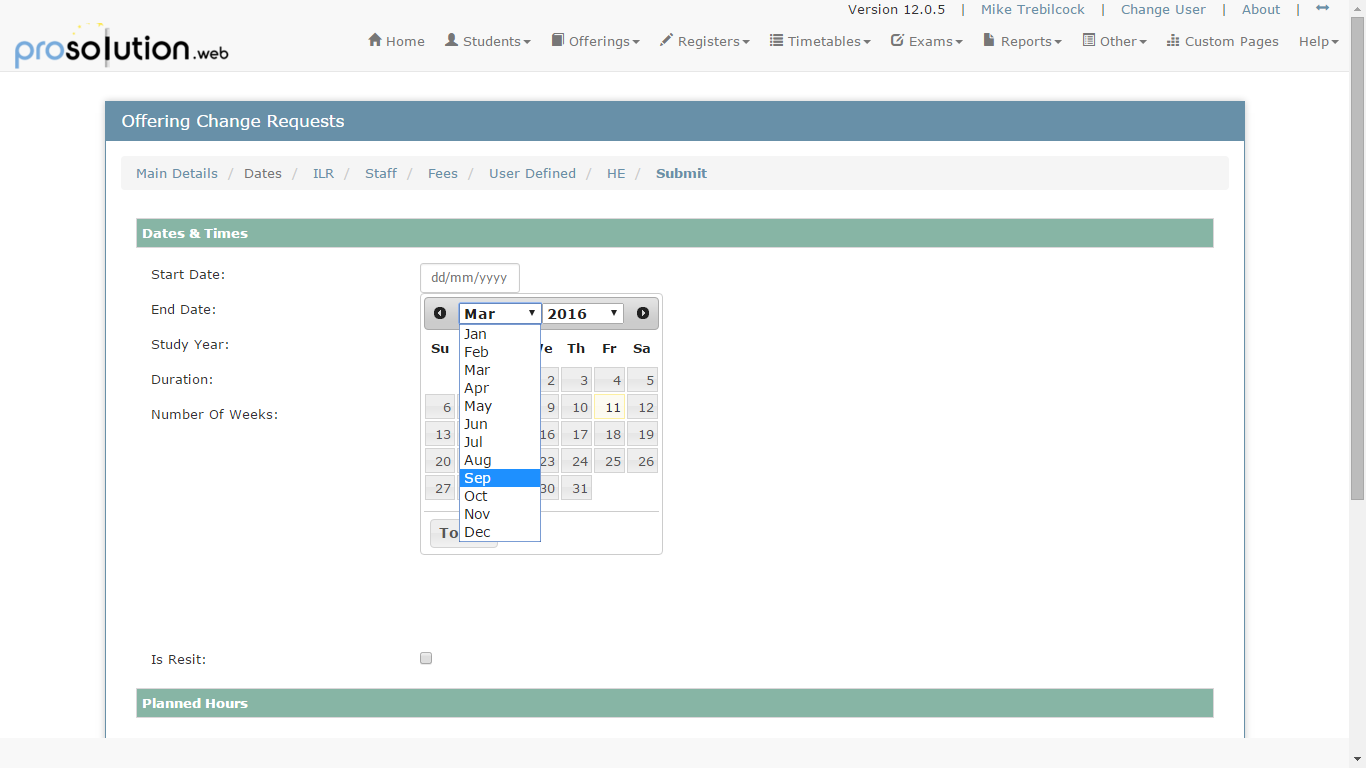 Version 12.0.5 | Mike Trebilcock | Change User | About |
prosolution.web
Home Students Offerings Registers Timetables Exams Reports Other Custom Pages Help
Offering Change Requests
Main Details / Dates / ILR / Staff / Fees / User Defined / HE / Submit
Dates & Times
Start Date: dd/mm/yyyy
End Date:
Study Year:
Duration:
Number Of Weeks:
Mar 2016
Jan
Feb
Mar
Apr
May
Jun
Jul
Aug
Sep
Oct
Nov
Dec
Su Th Fr Sa
2 3 4 5
6 9 10 11 12
13 16 17 18 19
20 23 24 25 26
27 30 31
Is Resit:
Planned Hours